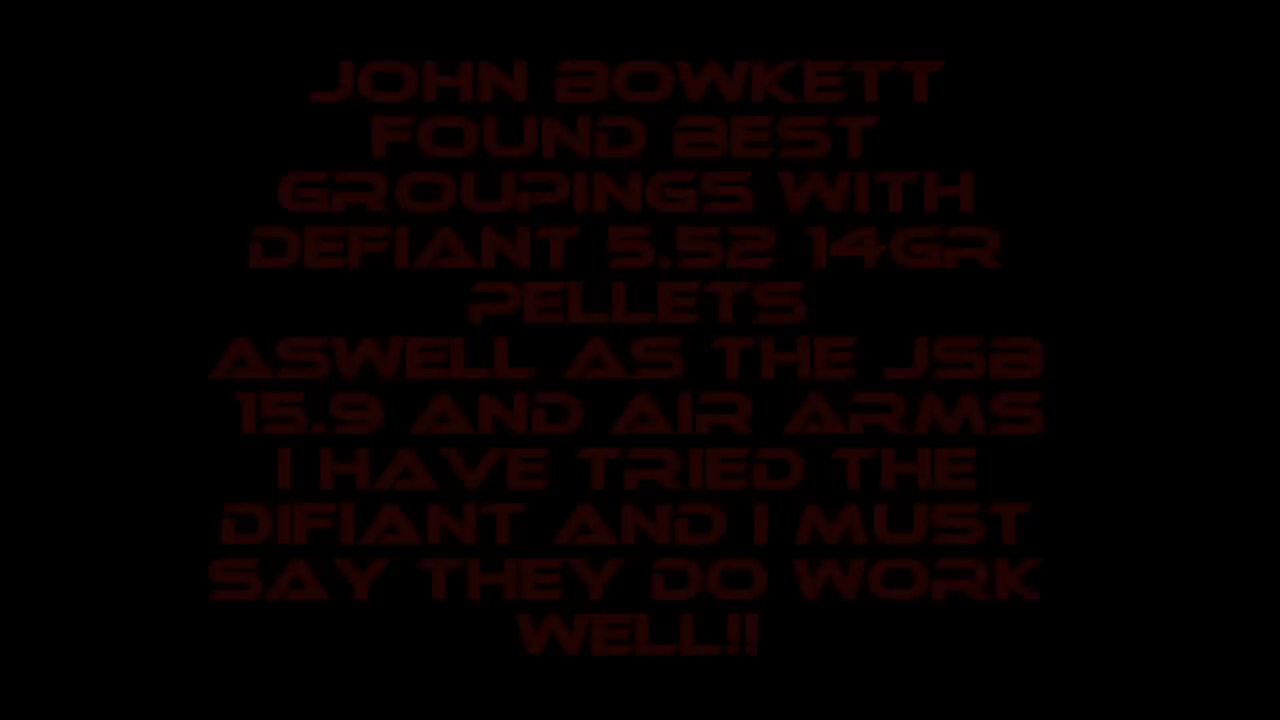 JOHN BOWKETT
FOUND BEST
GROUPINGS WITH
DEFIANT 5.52 14GR
PELLETS
ASWELL AS THE JSB
15.9 AND AIR ARMS
I HAVE TRIED THE
DIFIANT AND I MUST
SAY THEY DO WORK
WELL!!